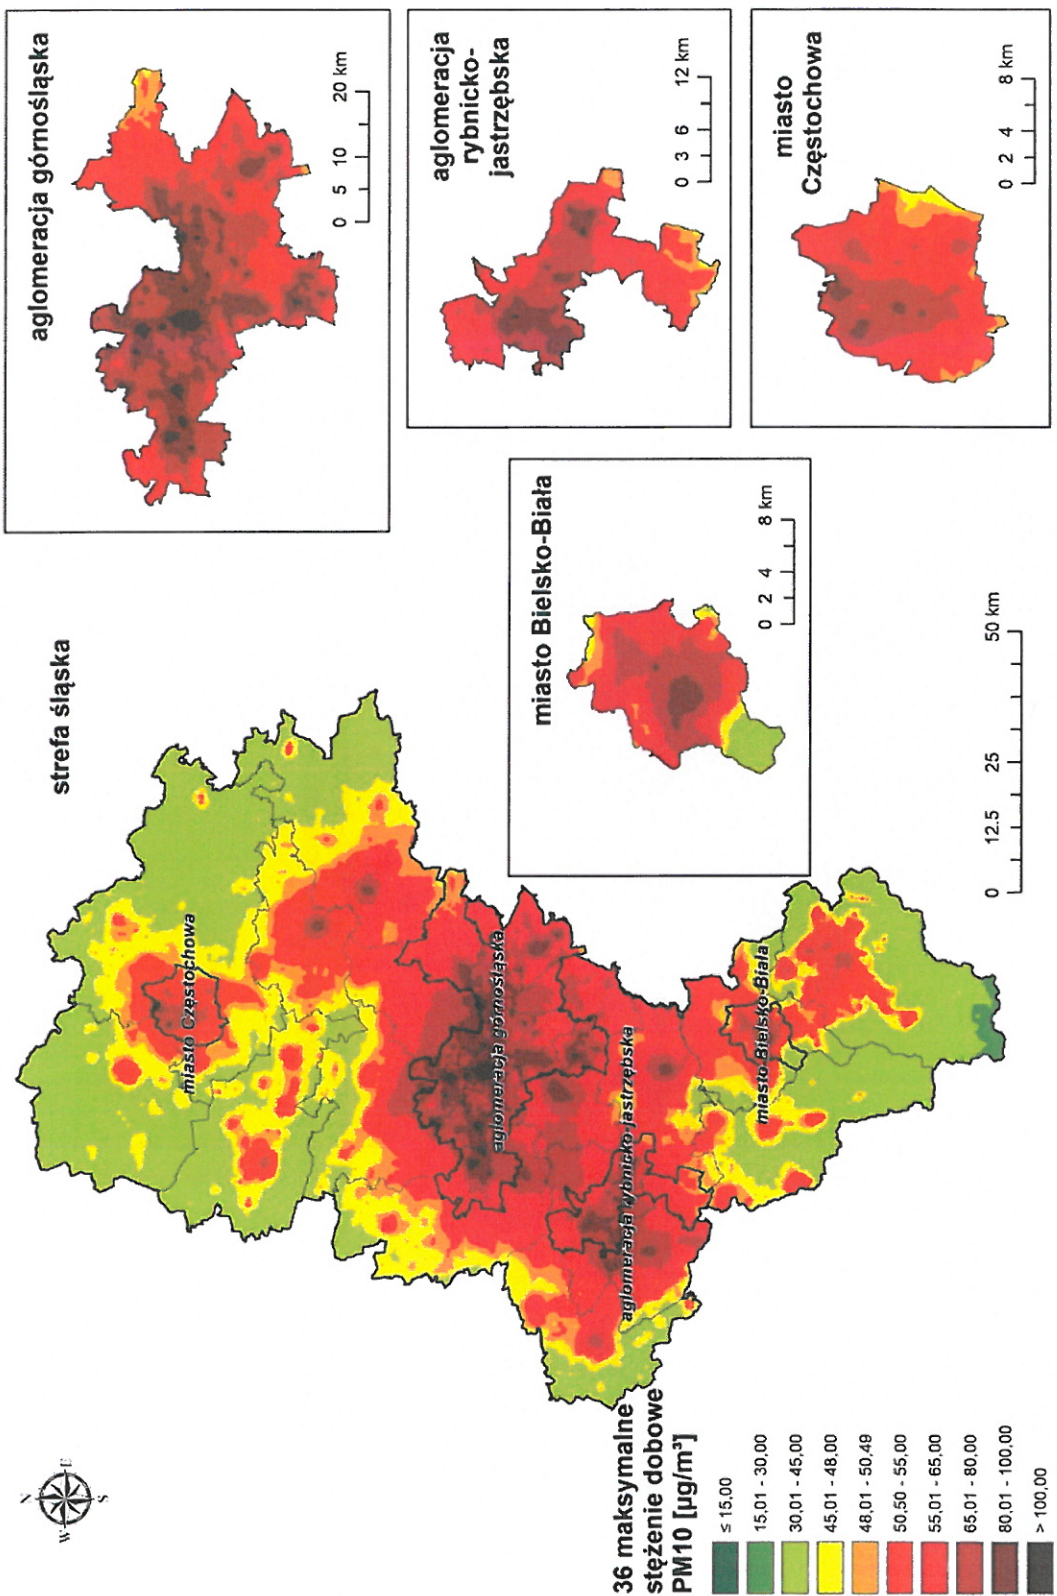 strefa śląska
N
W
E
S
miasto Częstochowa
aglomeracja górnośląska
aglomeracja rybnicko-jastrzębska
miasto Bielsko-Biała
36 maksymalne
stężenie dobowe
PM10 [µg/m³]
≤ 15,00
15,01 - 30,00
30,01 - 45,00
45,01 - 48,00
48,01 - 50,49
50,50 - 55,00
55,01 - 65,00
65,01 - 80,00
80,01 - 100,00
> 100,00
0 12,5 25 50 km
miasto Bielsko-Biała
0 2 4 8 km
aglomeracja górnośląska
0 5 10 20 km
aglomeracja
rybnicko-
jastrzębska
0 3 6 12 km
miasto
Częstochowa
0 2 4 8 km